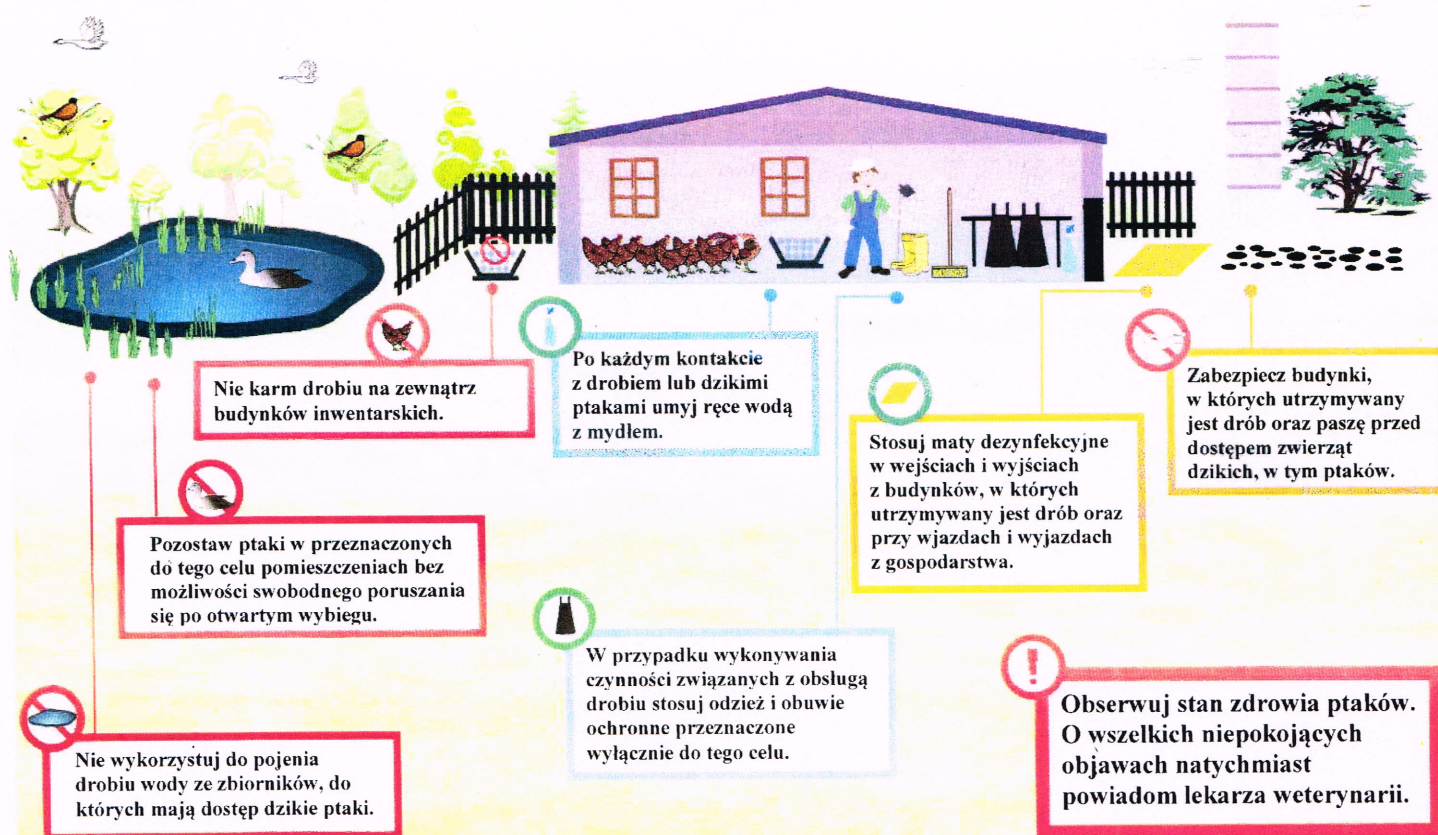 Nie karm drobiu na zewnątrz
budynków inwentarskich.
Po każdym kontakcie
z drobiem lub dzikimi
ptakami umyj ręce wodą
z mydłem.
Zabezpiecz budynki,
w których utrzymywany
jest drób oraz paszę przed
dostępem zwierząt
dzikich, w tym ptaków.
Stosuj maty dezynfekcyjne
w wejściach i wyjściach
z budynków, w których
utrzymywany jest drób oraz
przy wjazdach i wyjazdach
z gospodarstwa.
Pozostaw ptaki w przeznaczonych
do tego celu pomieszczeniach bez
możliwości swobodnego poruszania
się po otwartym wybiegu.
W przypadku wykonywania
czynności związanych z obsługą
drobiu stosuj odzież i obuwie
ochronne przeznaczone
wyłącznie do tego celu.
Nie wykorzystuj do pojenia
drobiu wody ze zbiorników, do
których mają dostęp dzikie ptaki.
!
Obserwuj stan zdrowia ptaków.
O wszelkich niepokojących
objawach natychmiast
powiadom lekarza weterynarii.